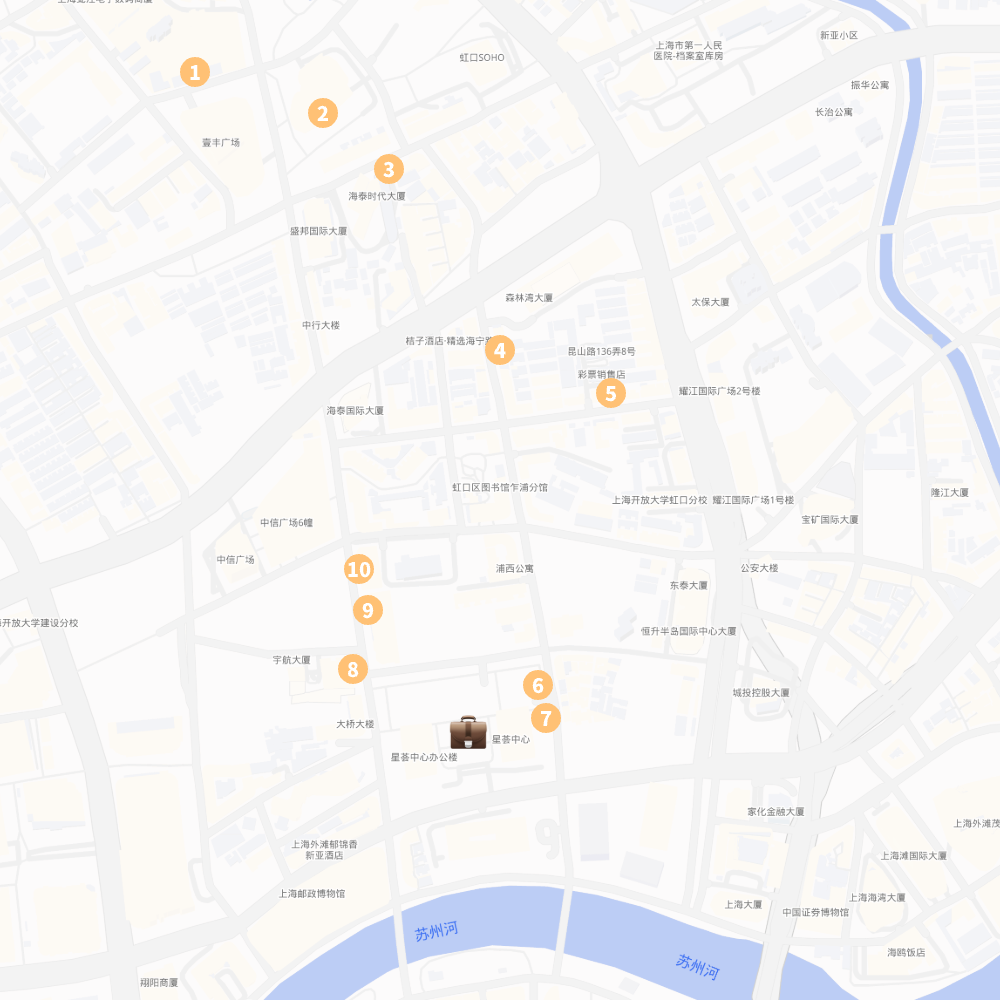 虹口SOHO
上海市第一人民
医院-档案室库房
新亚小区
1
振华公寓
2
长治公寓
壹丰广场
3
海泰时代大厦
盛邦国际大厦
森林湾大厦
太保大厦
中行大楼
桔子酒店·精选海宁路
4
昆山路136弄8号
彩票销售店
5
耀江国际广场2号楼
海泰国际大厦
虹口区图书馆乍浦分馆
上海开放大学虹口分校
耀江国际广场1号楼
隆江大厦
中信广场6幢
宝矿国际大厦
中信广场
10
浦西公寓
公安大楼
东泰大厦
9
开放大学建设分校
恒升半岛国际中心大厦
宇航大厦
8
6
城投控股大厦
7
大桥大楼
星荟中心
星荟中心办公楼
家化金融大厦
上海外滩茂
上海外滩郁锦香
新亚酒店
上海滩国际大厦
上海邮政博物馆
上海海湾大厦
上海大厦
中国证券博物馆
苏州河
海鸥饭店
苏州河
翔阳商厦